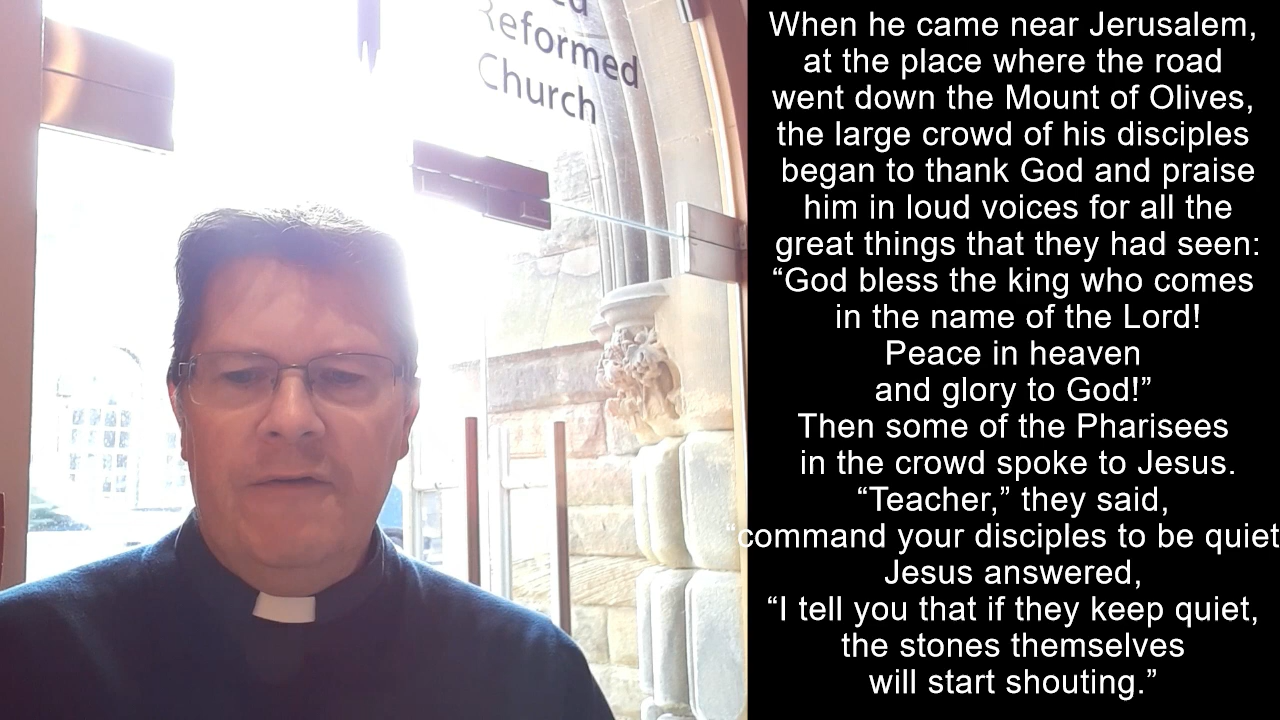 ed
Reformed
Church
When he came near Jerusalem,
at the place where the road
went down the Mount of Olives,
the large crowd of his disciples
began to thank God and praise
him in loud voices for all the
great things that they had seen:
“God bless the king who comes
in the name of the Lord!
Peace in heaven
and glory to God!”
Then some of the Pharisees
in the crowd spoke to Jesus.
“Teacher,” they said,
“command your disciples to be quiet
Jesus answered,
“I tell you that if they keep quiet,
the stones themselves
will start shouting.”